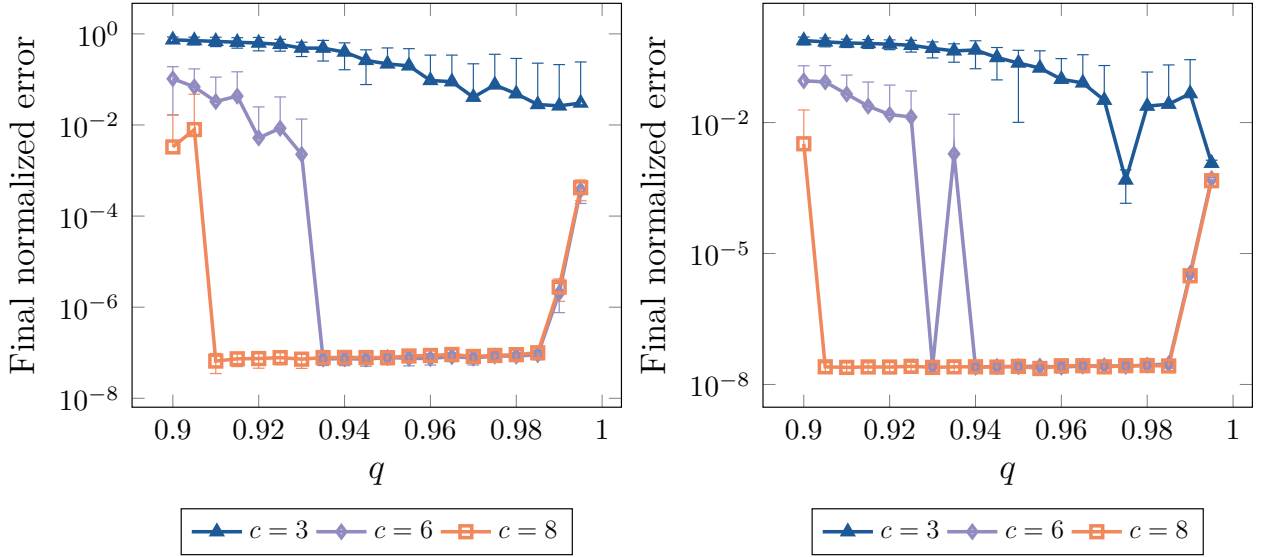 Final normalized error
10^0
10^−2
10^−4
10^−6
10^−8
0.9 0.92 0.94 0.96 0.98 1
q
c = 3 c = 6 c = 8
Final normalized error
10^−2
10^−5
10^−8
0.9 0.92 0.94 0.96 0.98 1
q
c = 3 c = 6 c = 8